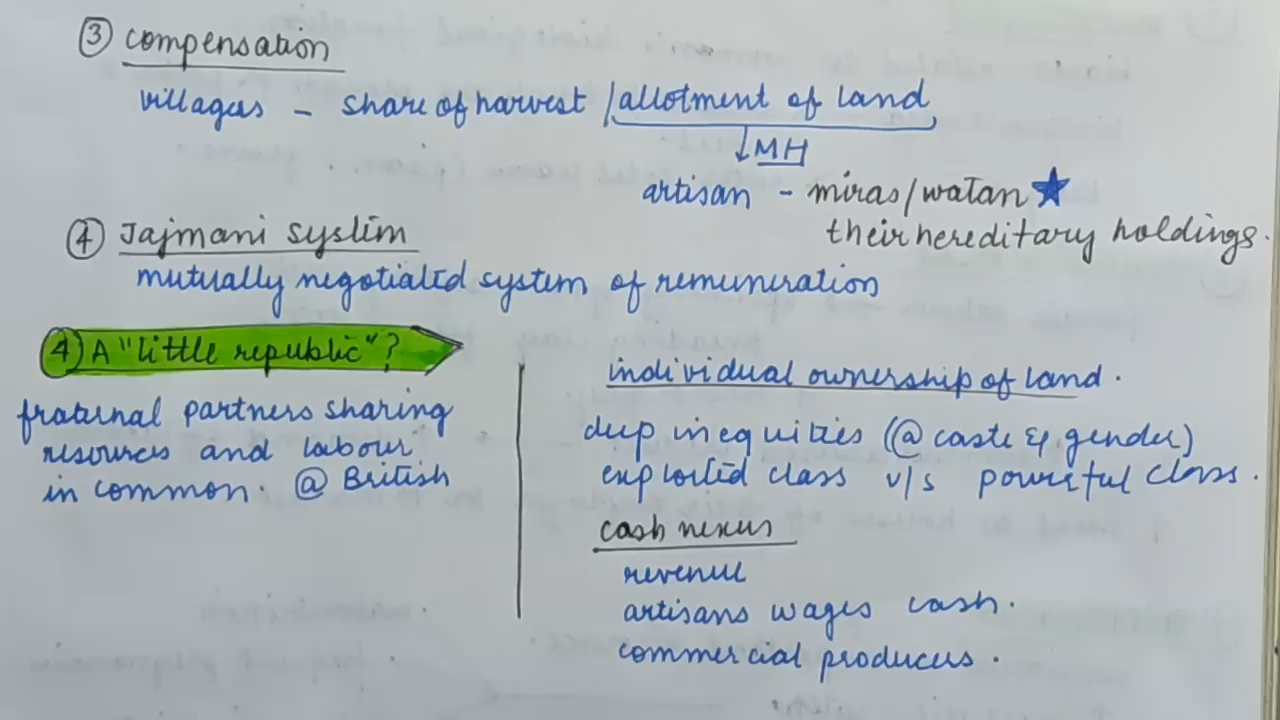 ③ compensation
villages - share of harvest / allotment of land
↓ MH
artisan - miras/watan ★
their hereditary holdings.
④ Jajmani System
mutually negotiated system of remuneration
④ A "little republic"?
fraternal partners sharing
resources and labour
in common. @ British
individual ownership of land.
deep inequities (@ caste & gender)
exploited class v/s powerful class.
cash nexus
revenue
artisans wages cash.
commercial producers.